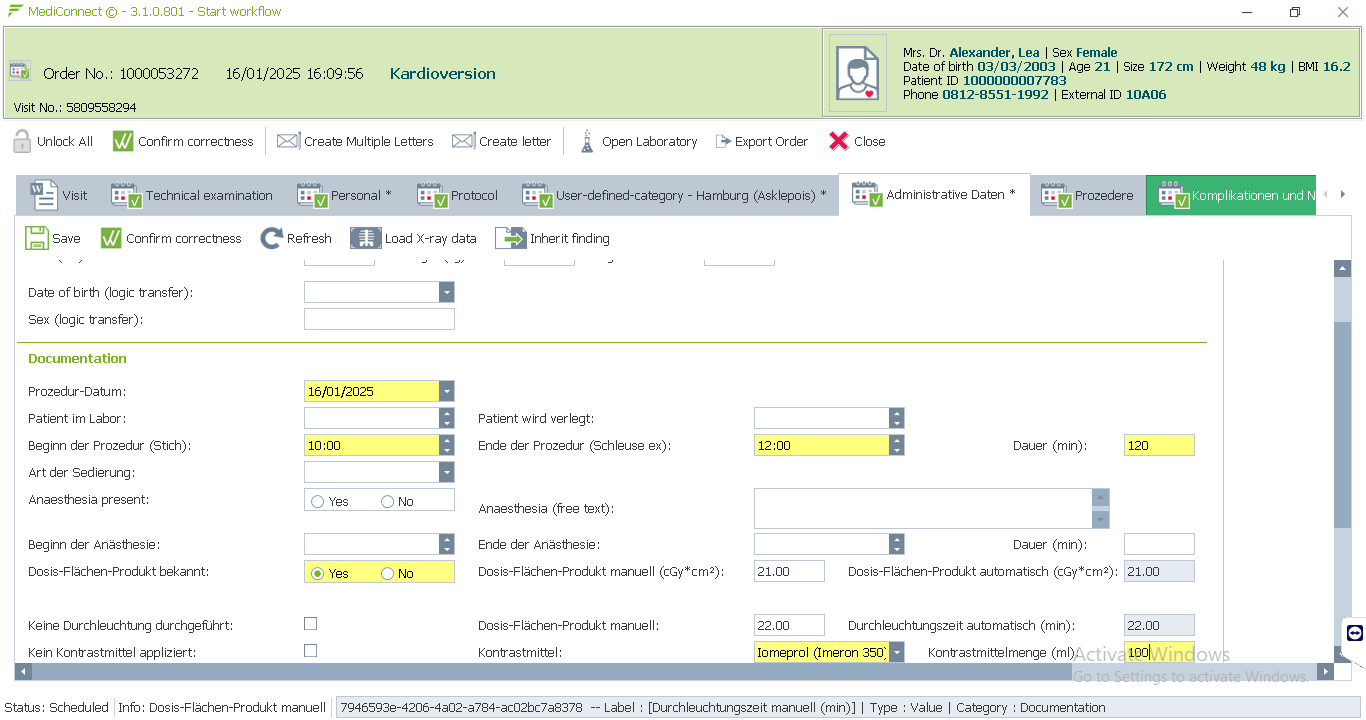 MediConnect © - 3.1.0.801 - Start workflow
Order No.: 1000053272 16/01/2025 16:09:56 Kardioversion
Visit No.: 5809558294
Mrs. Dr. Alexander, Lea | Sex Female
Date of birth 03/03/2003 | Age 21 | Size 172 cm | Weight 48 kg | BMI 16.2
Patient ID 1000000007783
Phone 0812-8551-1992 | External ID 10A06
Unlock All Confirm correctness Create Multiple Letters Create letter Open Laboratory Export Order Close
Visit Technical examination Personal * Protocol User-defined-category - Hamburg (Asklepois) * Administrative Daten * Prozedere Komplikationen und N
Save Confirm correctness Refresh Load X-ray data Inherit finding
Date of birth (logic transfer):
Sex (logic transfer):
Documentation
Prozedur-Datum: 16/01/2025
Patient im Labor: Patient wird verlegt:
Beginn der Prozedur (Stich): 10:00 Ende der Prozedur (Schleuse ex): 12:00 Dauer (min): 120
Art der Sedierung:
Anaesthesia present: Yes No Anaesthesia (free text):
Beginn der Anästhesie: Ende der Anästhesie: Dauer (min):
Dosis-Flächen-Produkt bekannt: Yes No Dosis-Flächen-Produkt manuell (cGy*cm²): 21.00 Dosis-Flächen-Produkt automatisch (cGy*cm²): 21.00
Keine Durchleuchtung durchgeführt: Dosis-Flächen-Produkt manuell: 22.00 Durchleuchtungszeit automatisch (min): 22.00
Kein Kontrastmittel appliziert: Kontrastmittel: Iomeprol (Imeron 350) Kontrastmittelmenge (ml): 100
Activate Windows
Go to Settings to activate Windows.
Status: Scheduled Info: Dosis-Flächen-Produkt manuell 7946593e-4206-4a02-a784-ac02bc7a8378 -- Label : [Durchleuchtungszeit manuell (min)] | Type : Value | Category : Documentation